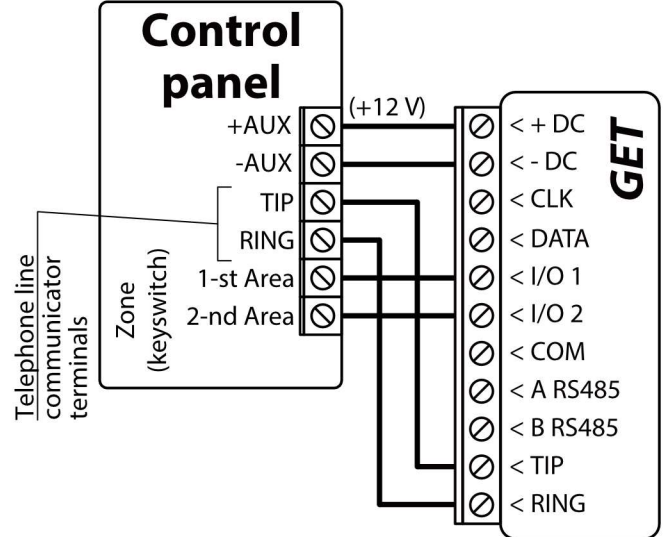 Control
panel
+AUX
-AUX
TIP
RING
1-st Area
2-nd Area
Zone
(keyswitch)
Telephone line
communicator
terminals
(+12 V)
GET
< + DC
< - DC
< CLK
< DATA
< I/O 1
< I/O 2
< COM
< A RS485
< B RS485
< TIP
< RING